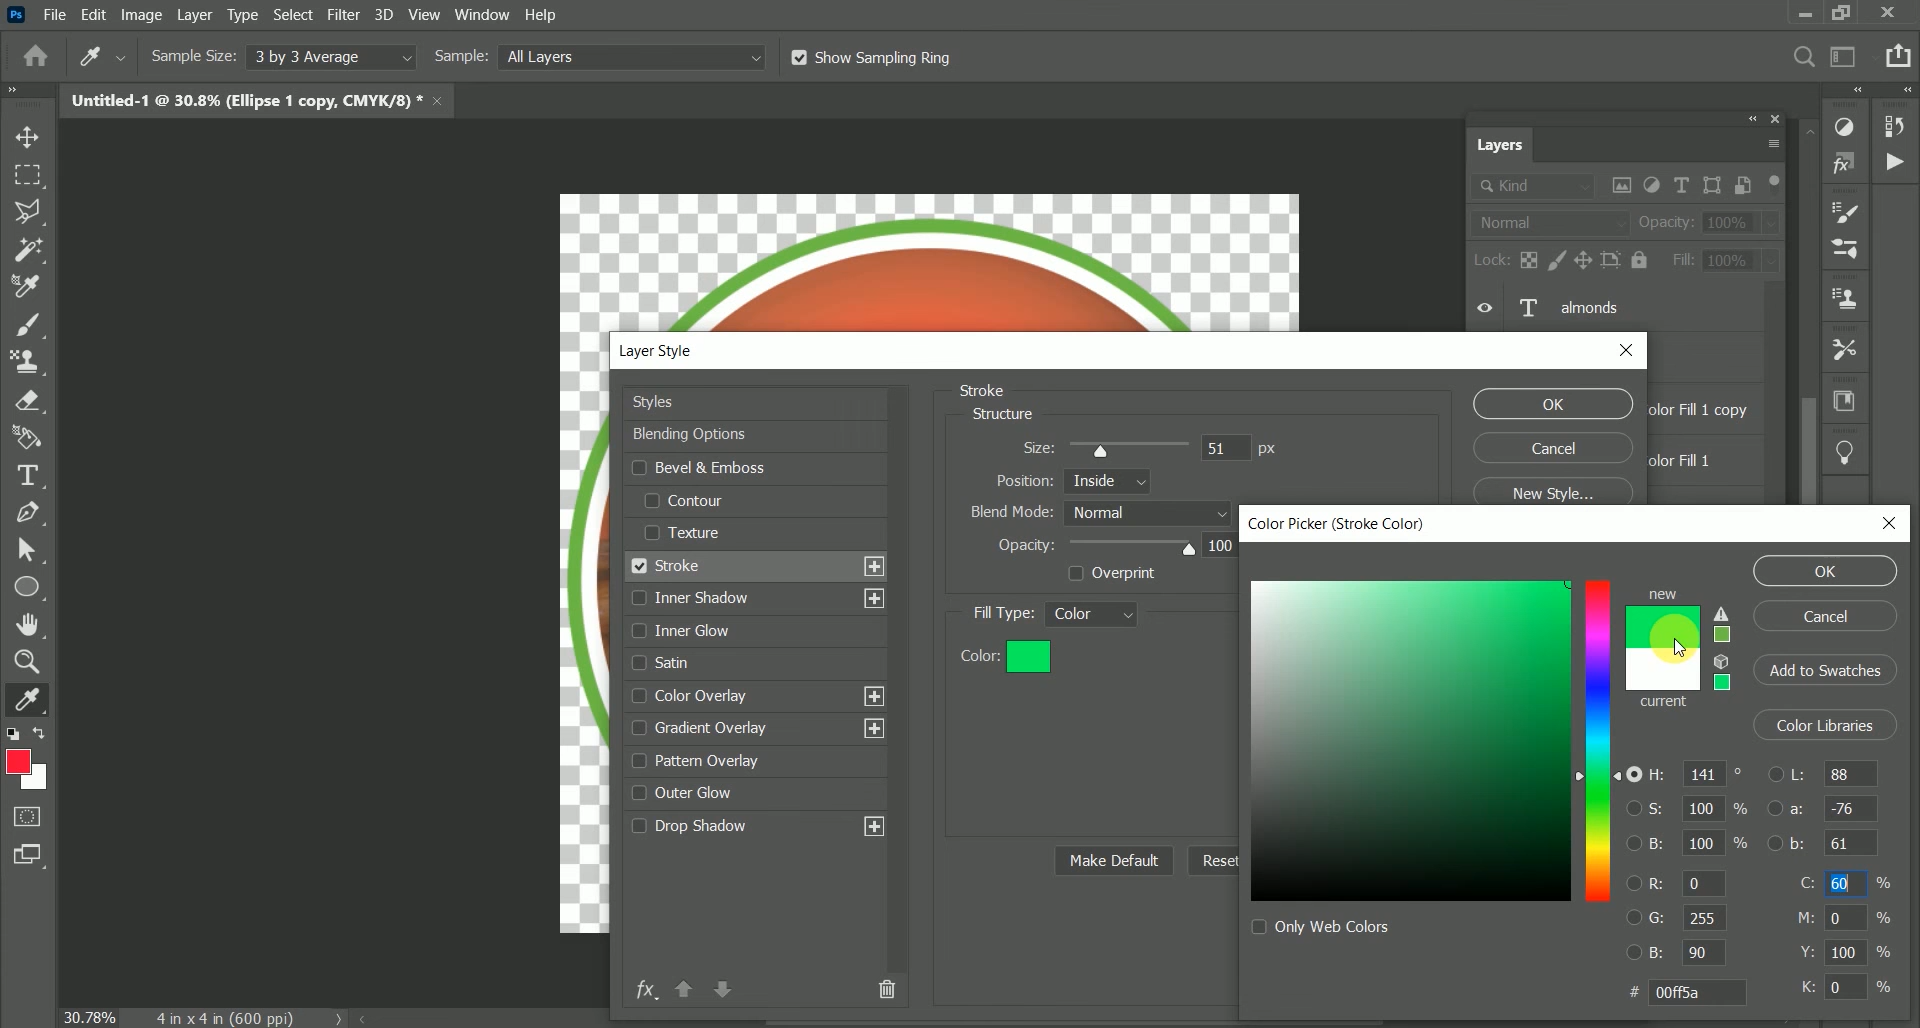 Ps File Edit Image Layer Type Select Filter 3D View Window Help
Sample Size: 3 by 3 Average Sample: All Layers Show Sampling Ring
Untitled-1 @ 30.8% (Ellipse 1 copy, CMYK/8) *
Layers
Kind
Normal Opacity: 100%
Lock: Fill: 100%
T almonds
olor Fill 1 copy
olor Fill 1
Layer Style
Styles
Blending Options
Bevel & Emboss
Contour
Texture
Stroke
Inner Shadow
Inner Glow
Satin
Color Overlay
Gradient Overlay
Pattern Overlay
Outer Glow
Drop Shadow
fx
Stroke
Structure
Size: 51 px
Position: Inside
Blend Mode: Normal
Opacity: 100
Overprint
Fill Type: Color
Color:
Make Default Reset
OK
Cancel
New Style...
Color Picker (Stroke Color)
new
current
OK
Cancel
Add to Swatches
Color Libraries
H: 141 ° L: 88
S: 100 % a: -76
B: 100 % b: 61
R: 0 C: 60 %
G: 255 M: 0 %
B: 90 Y: 100 %
# 00ff5a K: 0 %
Only Web Colors
30.78% 4 in x 4 in (600 ppi)